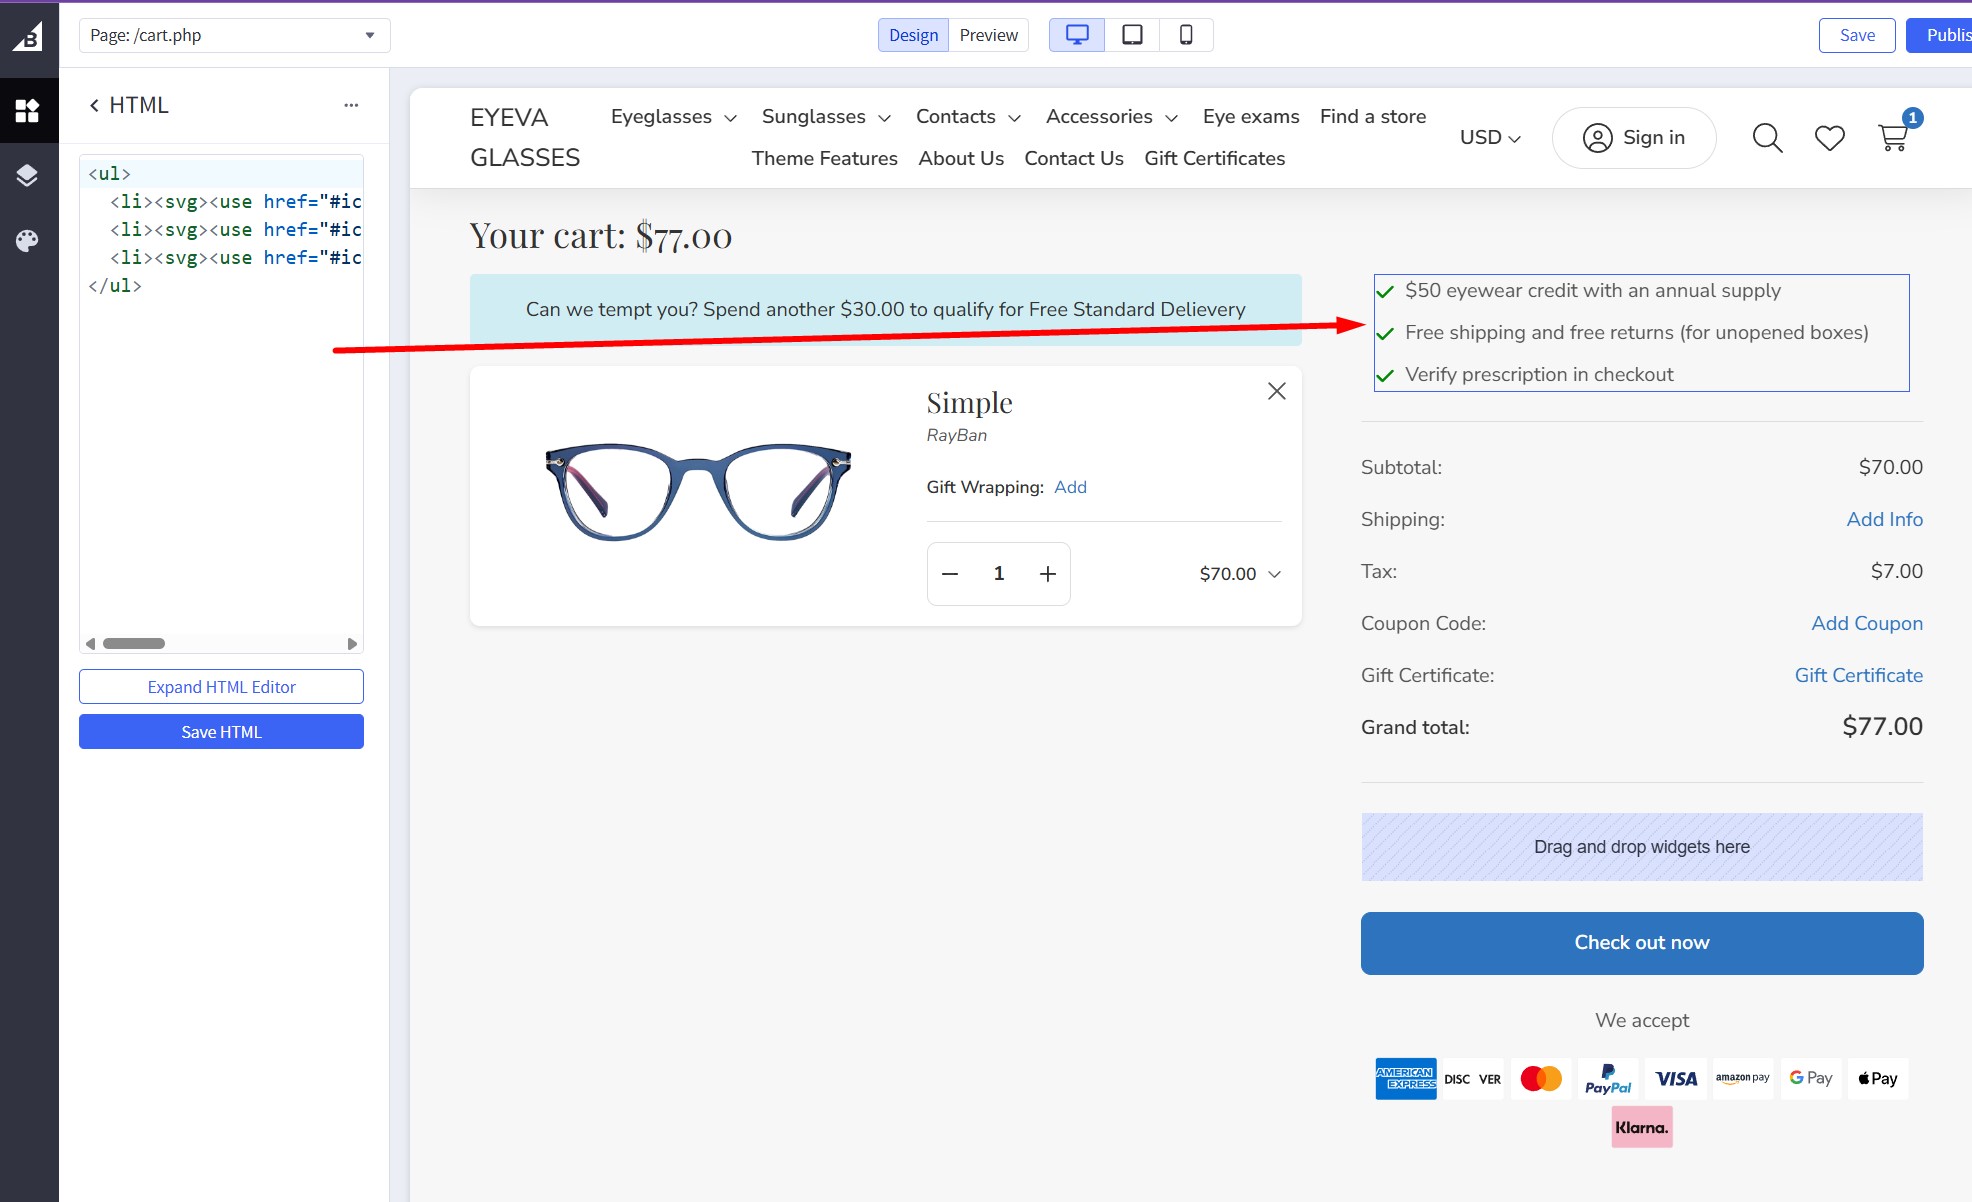 B
Page: /cart.php
Design
Preview
Save
Publis
HTML
...
<ul>
<li><svg><use href="#ic
<li><svg><use href="#ic
<li><svg><use href="#ic
</ul>
Expand HTML Editor
Save HTML
EYEVA
GLASSES
Eyeglasses
Sunglasses
Contacts
Accessories
Eye exams
Find a store
Theme Features
About Us
Contact Us
Gift Certificates
USD
Sign in
1
Your cart: $77.00
Can we tempt you? Spend another $30.00 to qualify for Free Standard Delievery
Simple
RayBan
Gift Wrapping: Add
1
$70.00
$50 eyewear credit with an annual supply
Free shipping and free returns (for unopened boxes)
Verify prescription in checkout
Subtotal: $70.00
Shipping: Add Info
Tax: $7.00
Coupon Code: Add Coupon
Gift Certificate: Gift Certificate
Grand total: $77.00
Drag and drop widgets here
Check out now
We accept
AMERICAN
EXPRESS
DISC VER
PayPal
VISA
amazon pay
G Pay
Pay
Klarna.